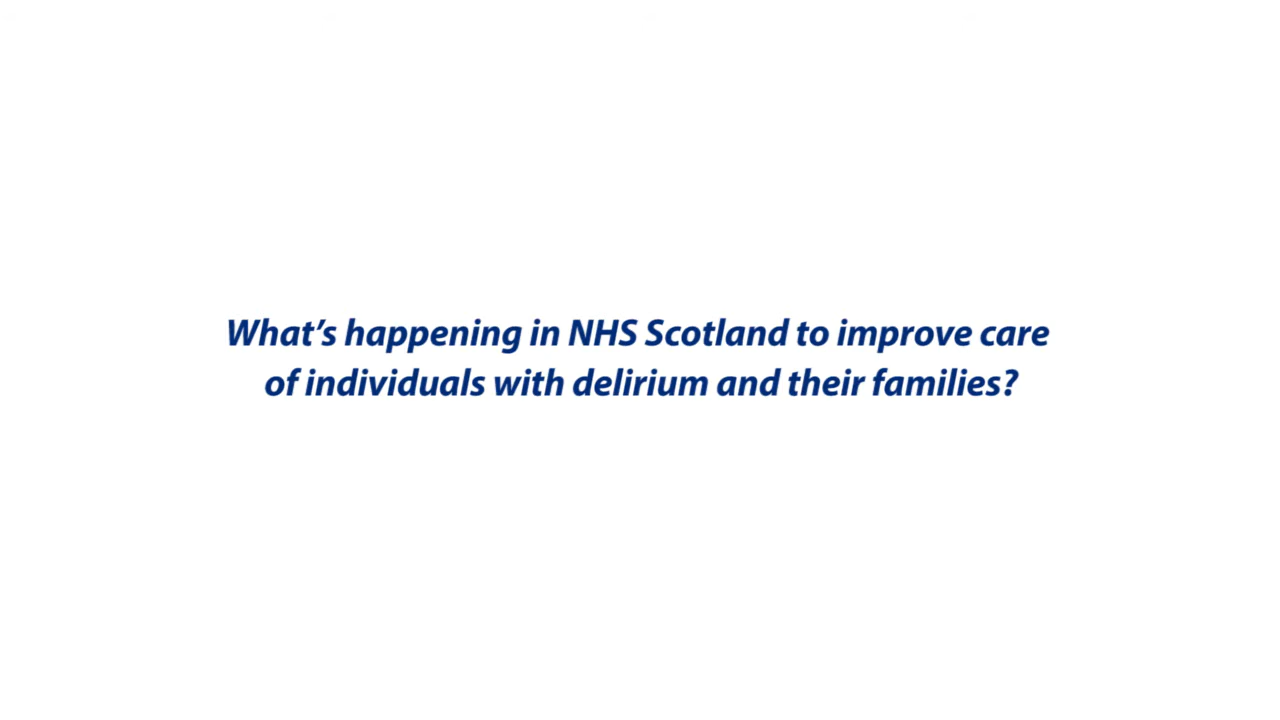 What’s happening in NHS Scotland to improve care
of individuals with delirium and their families?